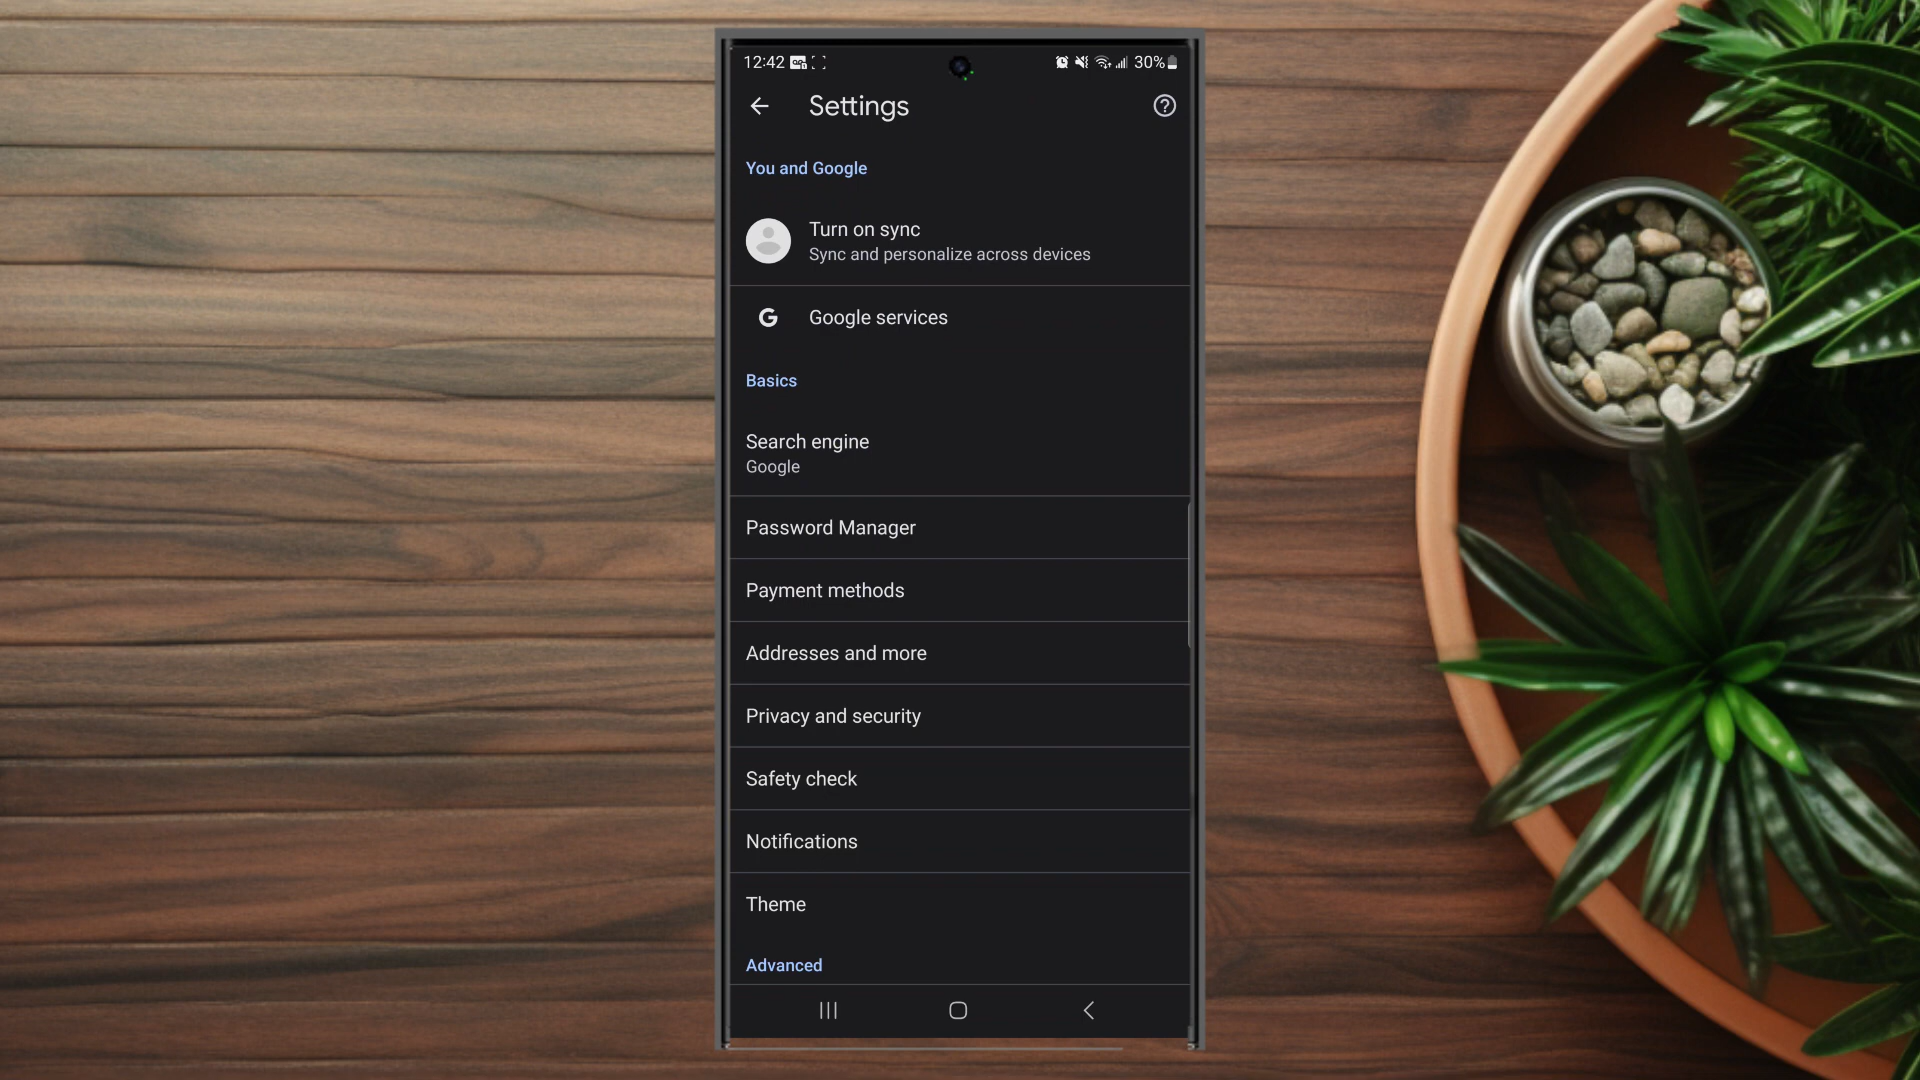 12:42
30%
Settings
You and Google
Turn on sync
Sync and personalize across devices
G Google services
Basics
Search engine
Google
Password Manager
Payment methods
Addresses and more
Privacy and security
Safety check
Notifications
Theme
Advanced